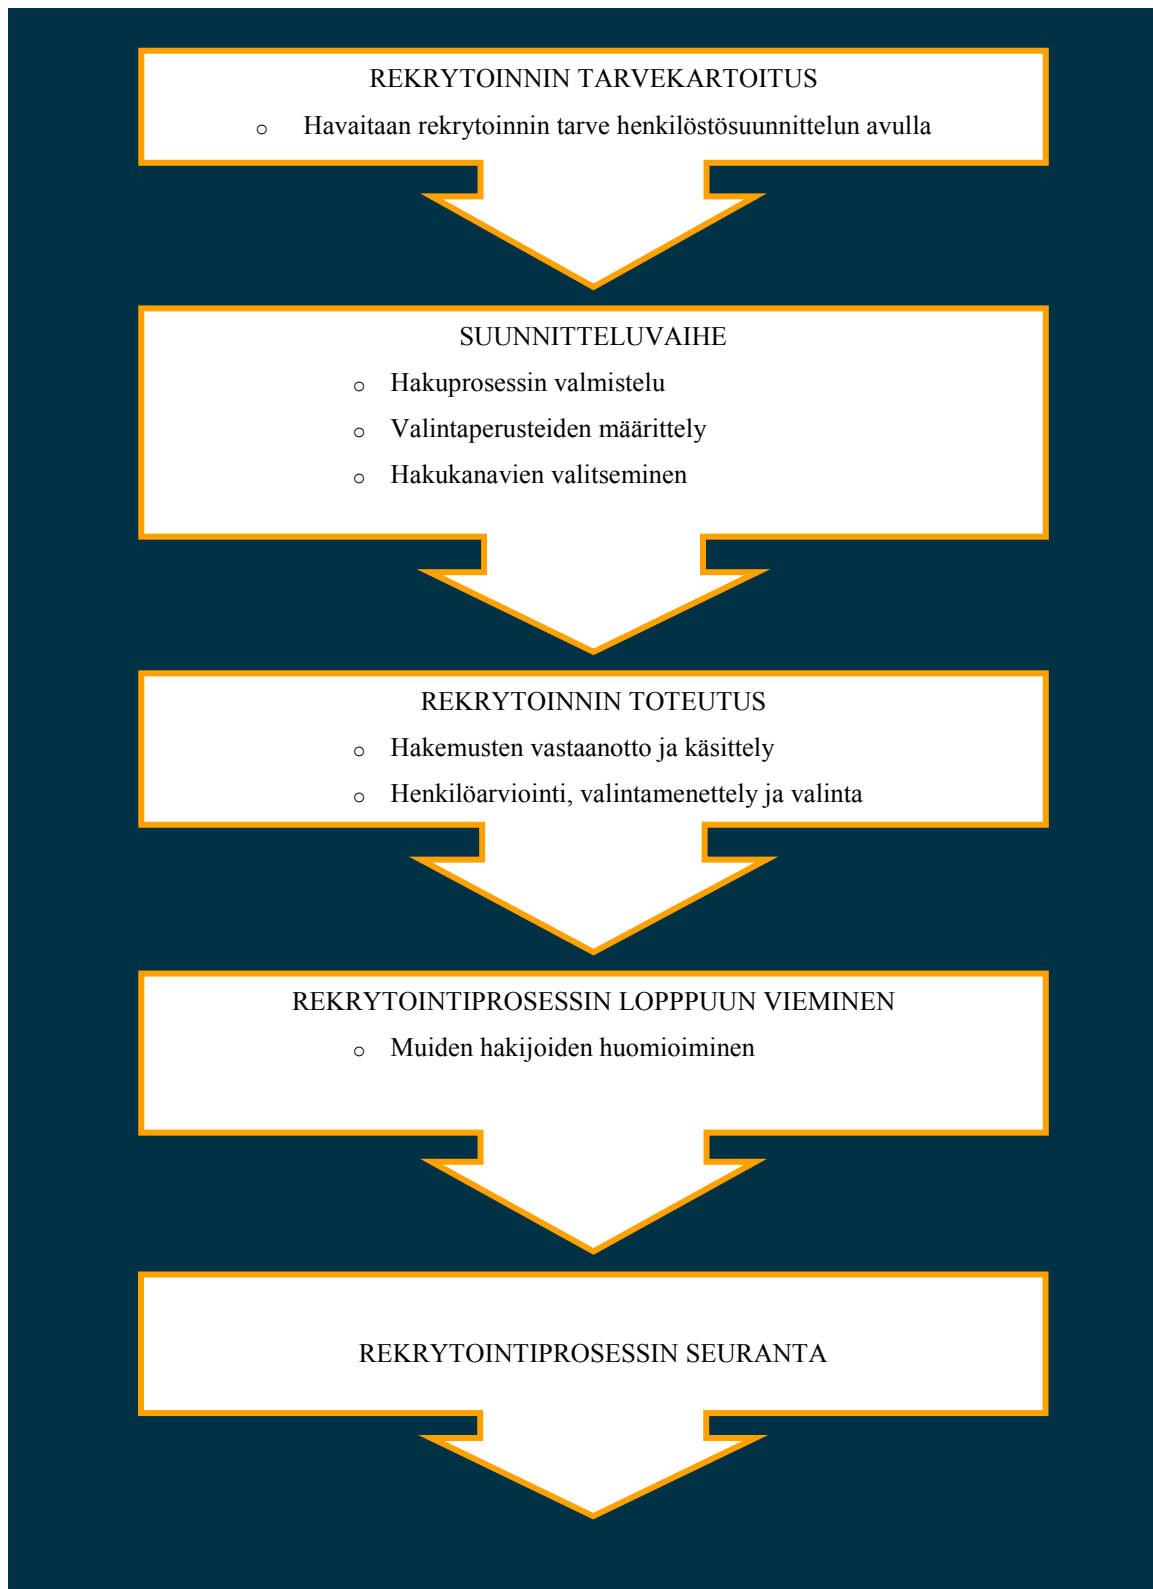 REKRYTOINNIN TARVEKARTOITUS
o Havaitaan rekrytoinnin tarve henkilöstösuunnittelun avulla
SUUNNITTELUVAIHE
o Hakuprosessin valmistelu
o Valintaperusteiden määrittely
o Hakukanavien valitseminen
REKRYTOINNIN TOTEUTUS
o Hakemusten vastaanotto ja käsittely
o Henkilöarviointi, valintamenettely ja valinta
REKRYTOINTIPROSESSIN LOPPPUUN VIEMINEN
o Muiden hakijoiden huomioiminen
REKRYTOINTIPROSESSIN SEURANTA